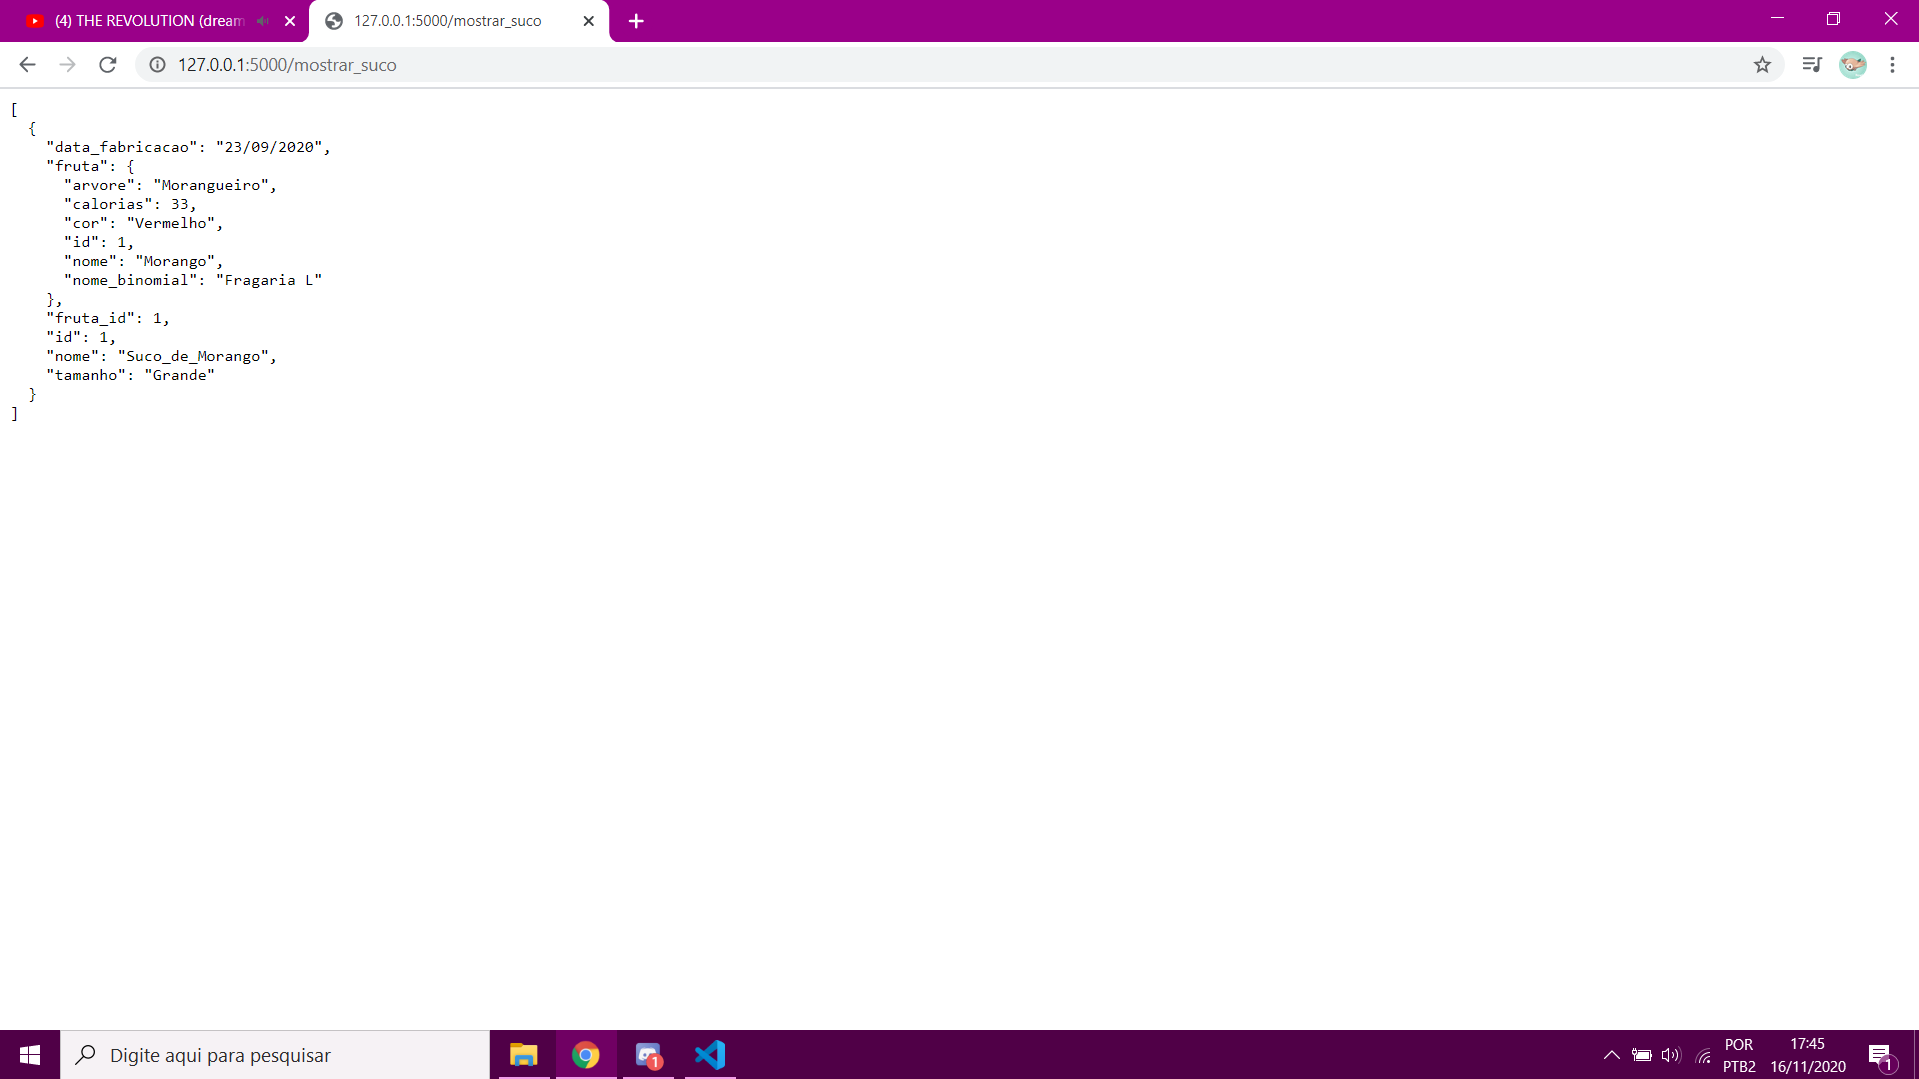 (4) THE REVOLUTION (dream
127.0.0.1:5000/mostrar_suco
127.0.0.1:5000/mostrar_suco
[
  {
    "data_fabricacao": "23/09/2020",
    "fruta": {
      "arvore": "Morangueiro",
      "calorias": 33,
      "cor": "Vermelho",
      "id": 1,
      "nome": "Morango",
      "nome_binomial": "Fragaria L"
    },
    "fruta_id": 1,
    "id": 1,
    "nome": "Suco_de_Morango",
    "tamanho": "Grande"
  }
]
Digite aqui para pesquisar
1
POR
PTB2
17:45
16/11/2020
1